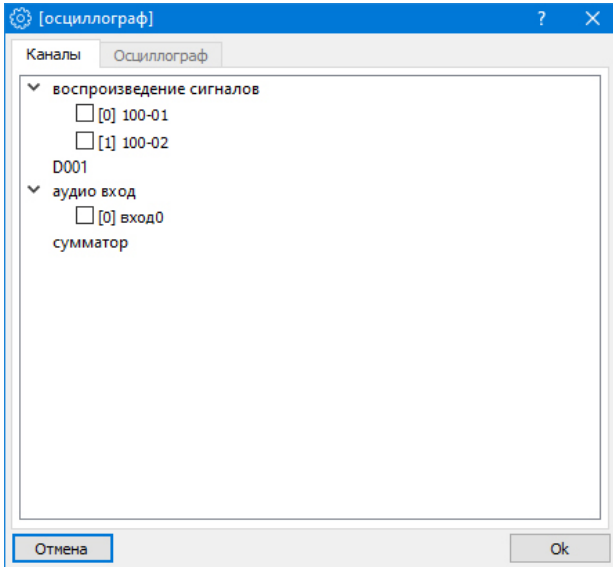 [осциллограф]
Каналы Осциллограф
воспроизведение сигналов
[0] 100-01
[1] 100-02
D001
аудио вход
[0] вход0
сумматор
Отмена Ok